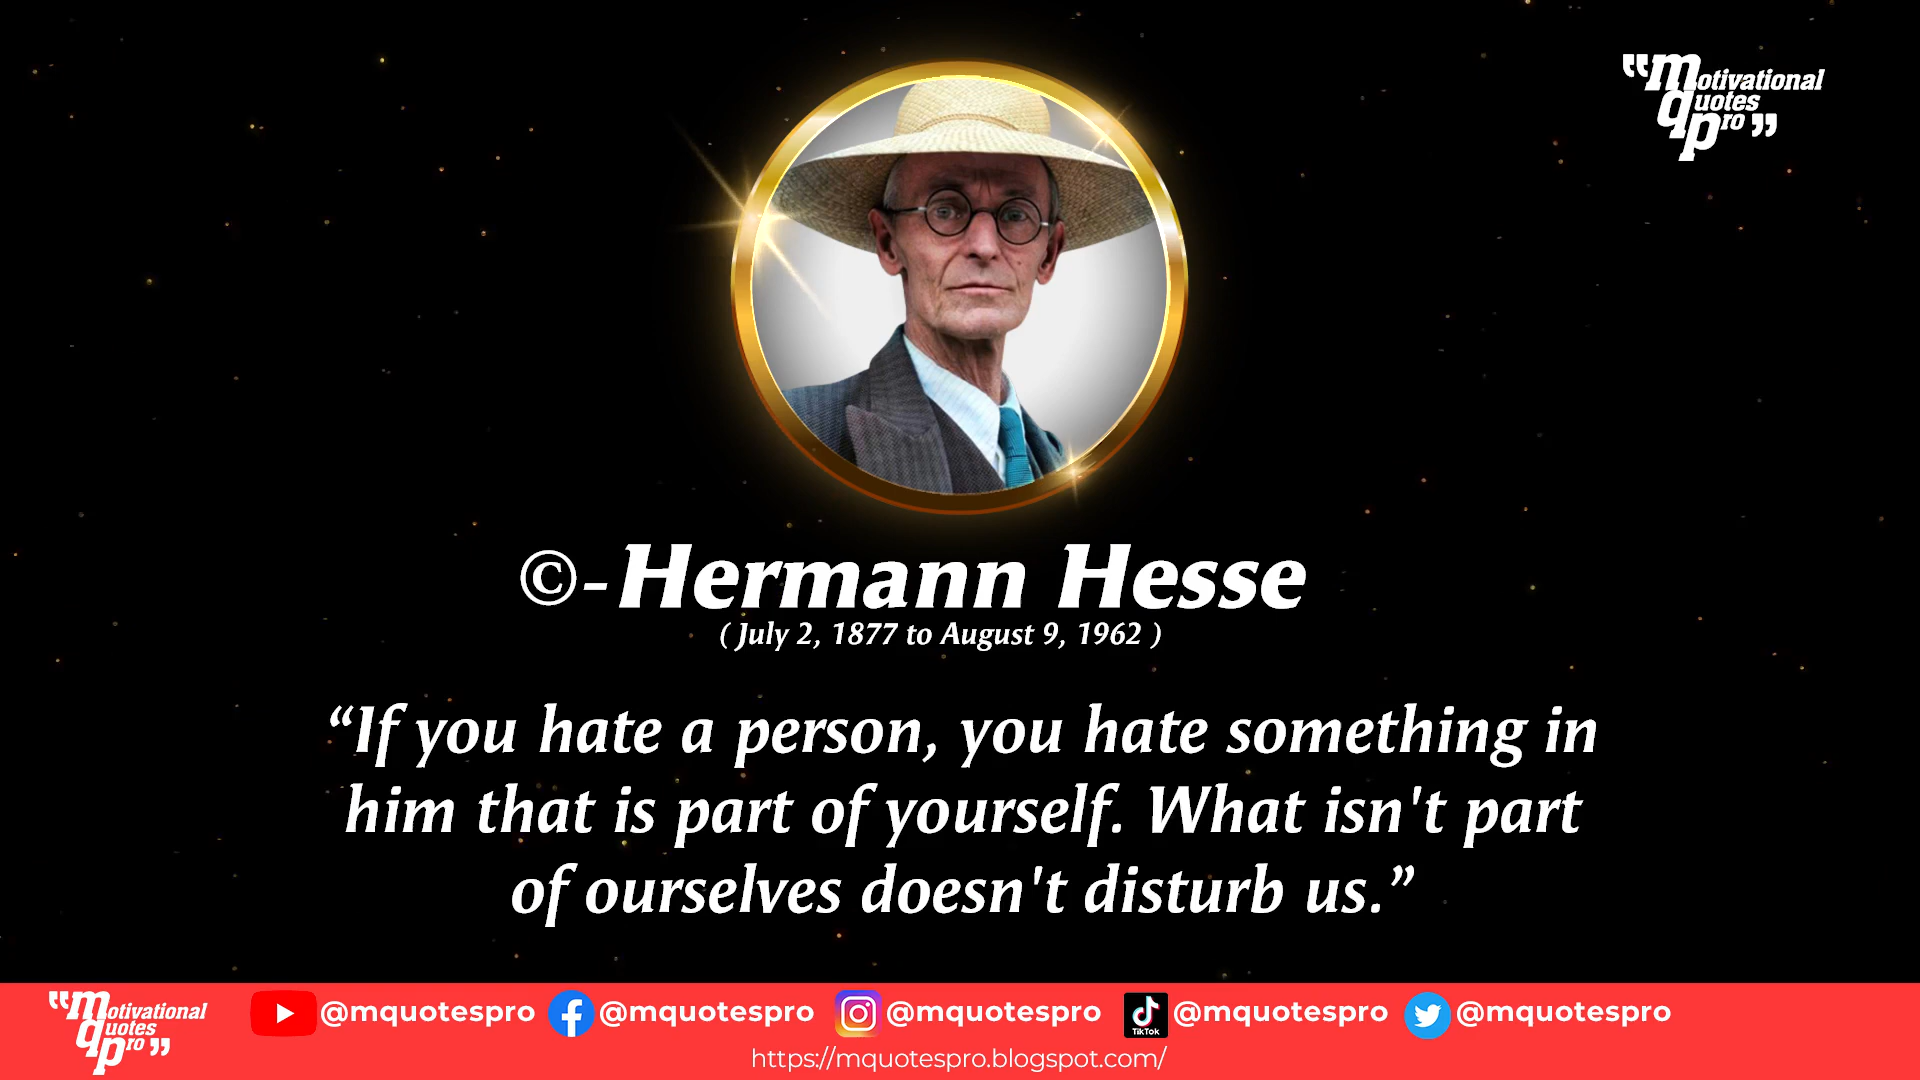 “motivational
quotes
pro”
©-Hermann Hesse
( July 2, 1877 to August 9, 1962 )
“If you hate a person, you hate something in
him that is part of yourself. What isn't part
of ourselves doesn't disturb us.”
“motivational
quotes
pro”
@mquotespro @mquotespro @mquotespro TikTok @mquotespro @mquotespro
https://mquotespro.blogspot.com/